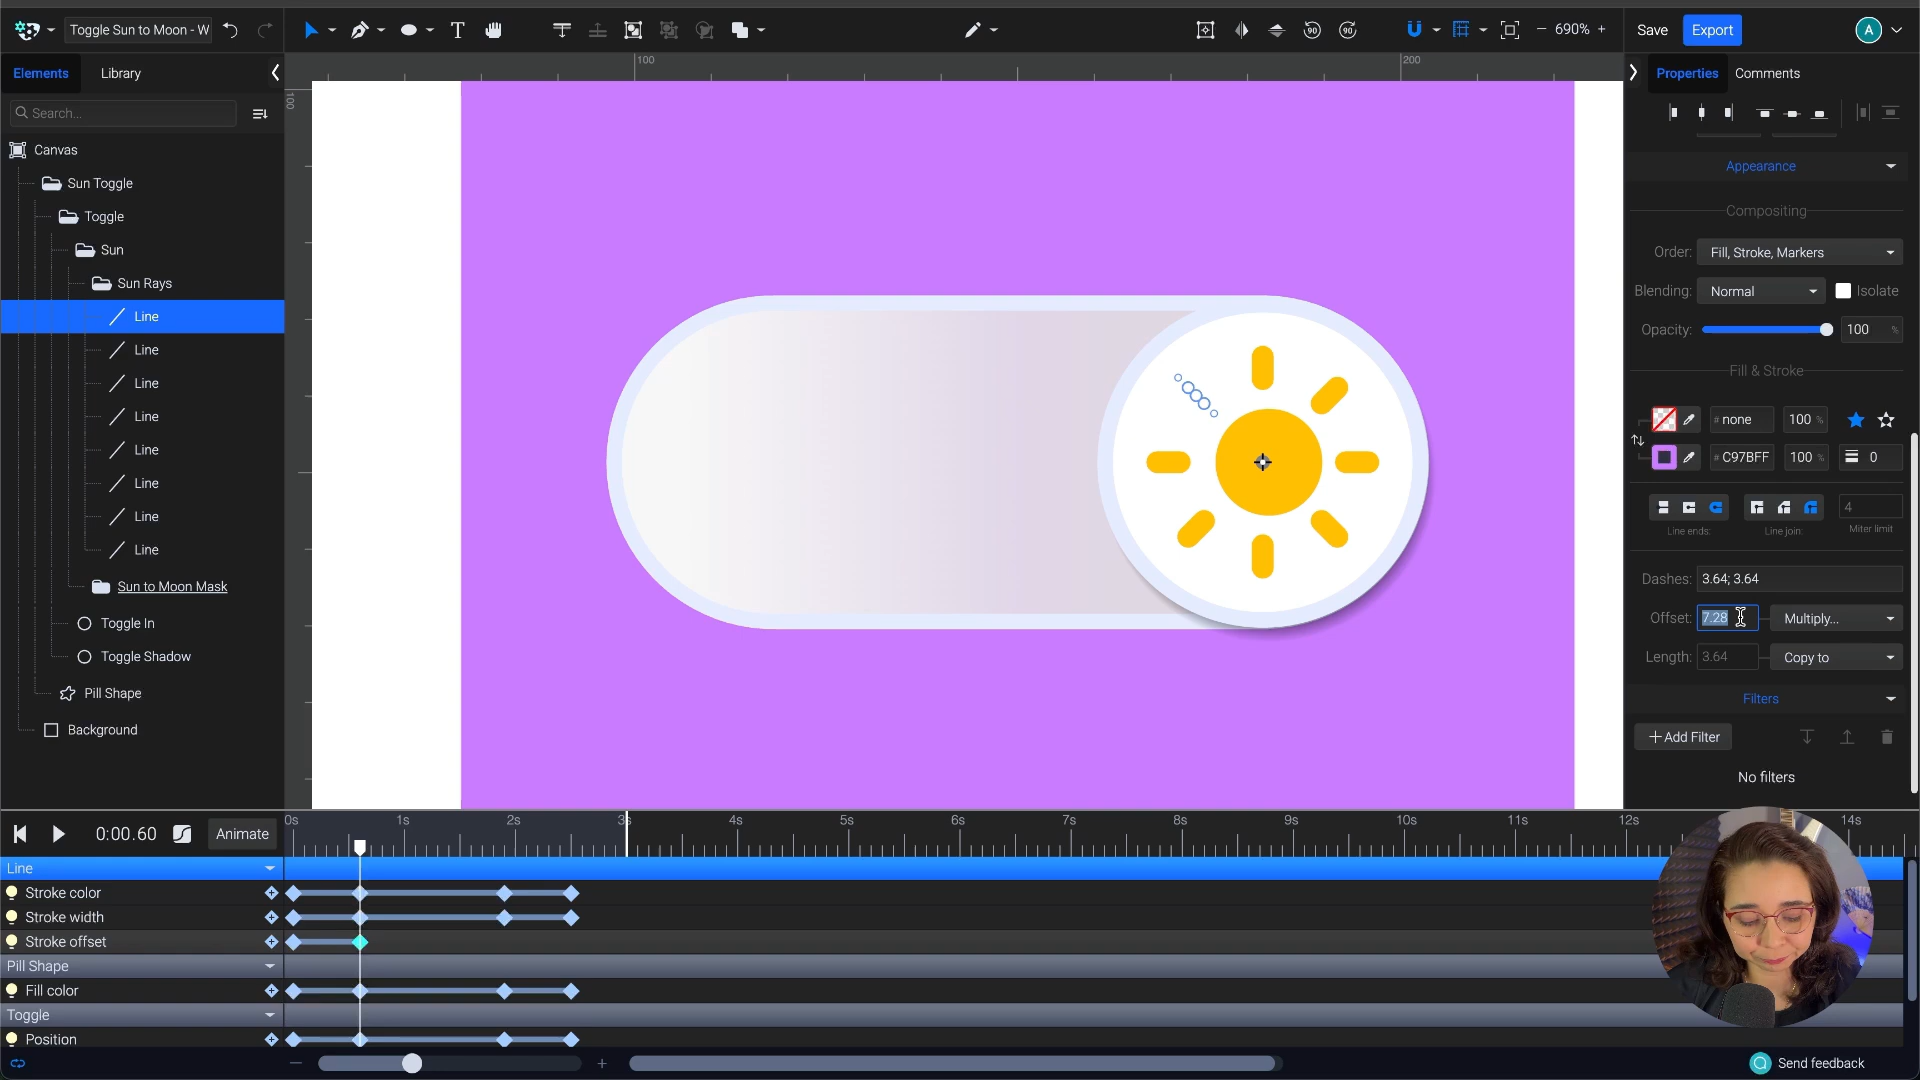 Toggle Sun to Moon - W
690%
Save
Export
A
Elements
Library
Properties
Comments
100
200
100
Search...
Canvas
Sun Toggle
Toggle
Sun
Sun Rays
Line
Line
Line
Line
Line
Line
Line
Line
Sun to Moon Mask
Toggle In
Toggle Shadow
Pill Shape
Background
Appearance
Compositing
Order: Fill, Stroke, Markers
Blending: Normal Isolate
Opacity: 100 %
Fill & Stroke
# none 100 %
# C97BFF 100 % 0
4
Line ends: Line join: Miter limit
Dashes: 3.64; 3.64
Offset: 7.28 Multiply...
Length: 3.64 Copy to
Filters
+ Add Filter
No filters
0:00.60
Animate
0s 1s 2s 3s 4s 5s 6s 7s 8s 9s 10s 11s 12s 14s
Line
Stroke color
Stroke width
Stroke offset
Pill Shape
Fill color
Toggle
Position
Send feedback